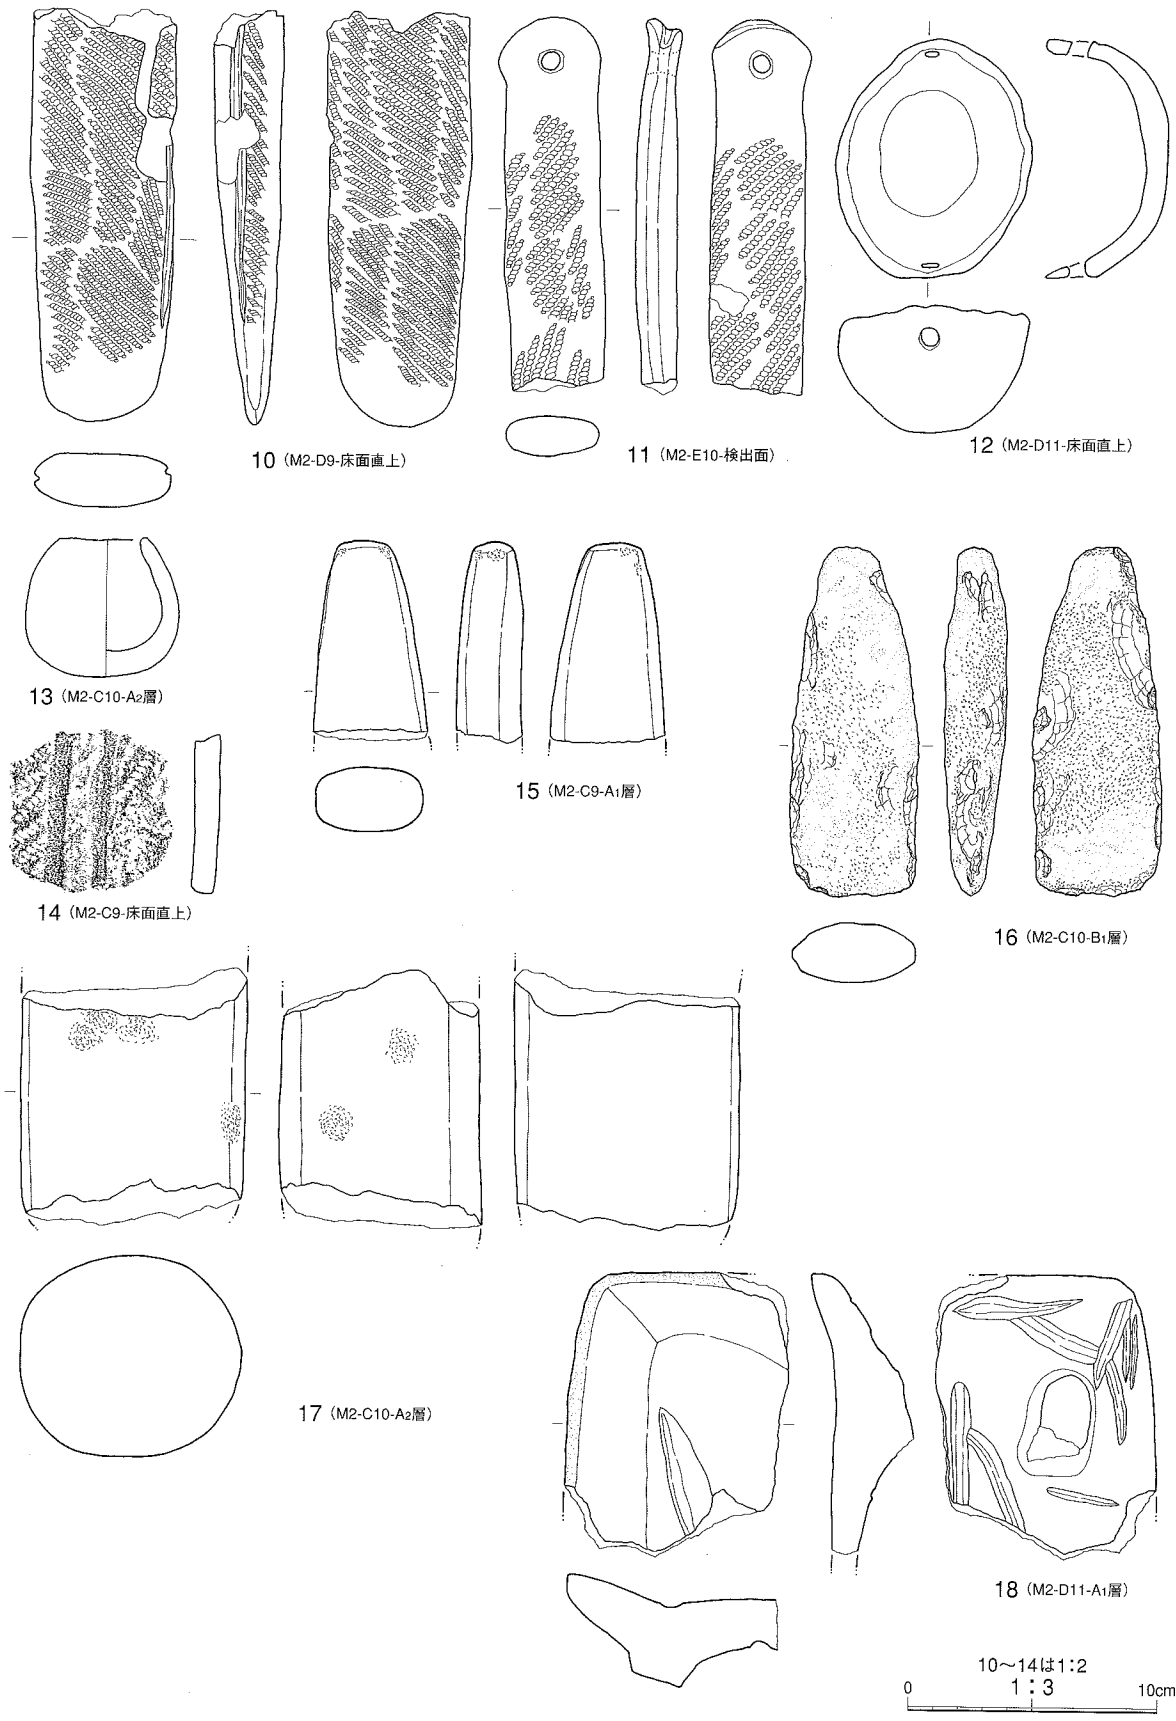 10 (M2-D9-床面直上)
11 (M2-E10-検出面)
12 (M2-D11-床面直上)
13 (M2-C10-A2層)
14 (M2-C9-床面直上)
15 (M2-C9-A1層)
16 (M2-C10-B1層)
17 (M2-C10-A2層)
18 (M2-D11-A1層)
10～14は1：2
0 1：3 10cm